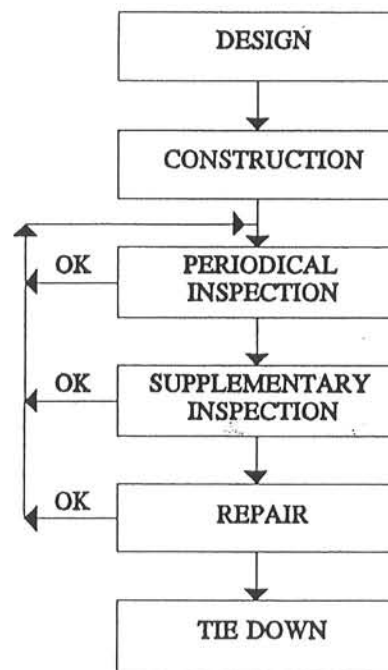 DESIGN
CONSTRUCTION
OK
PERIODICAL
INSPECTION
OK
SUPPLEMENTARY
INSPECTION
OK
REPAIR
TIE DOWN